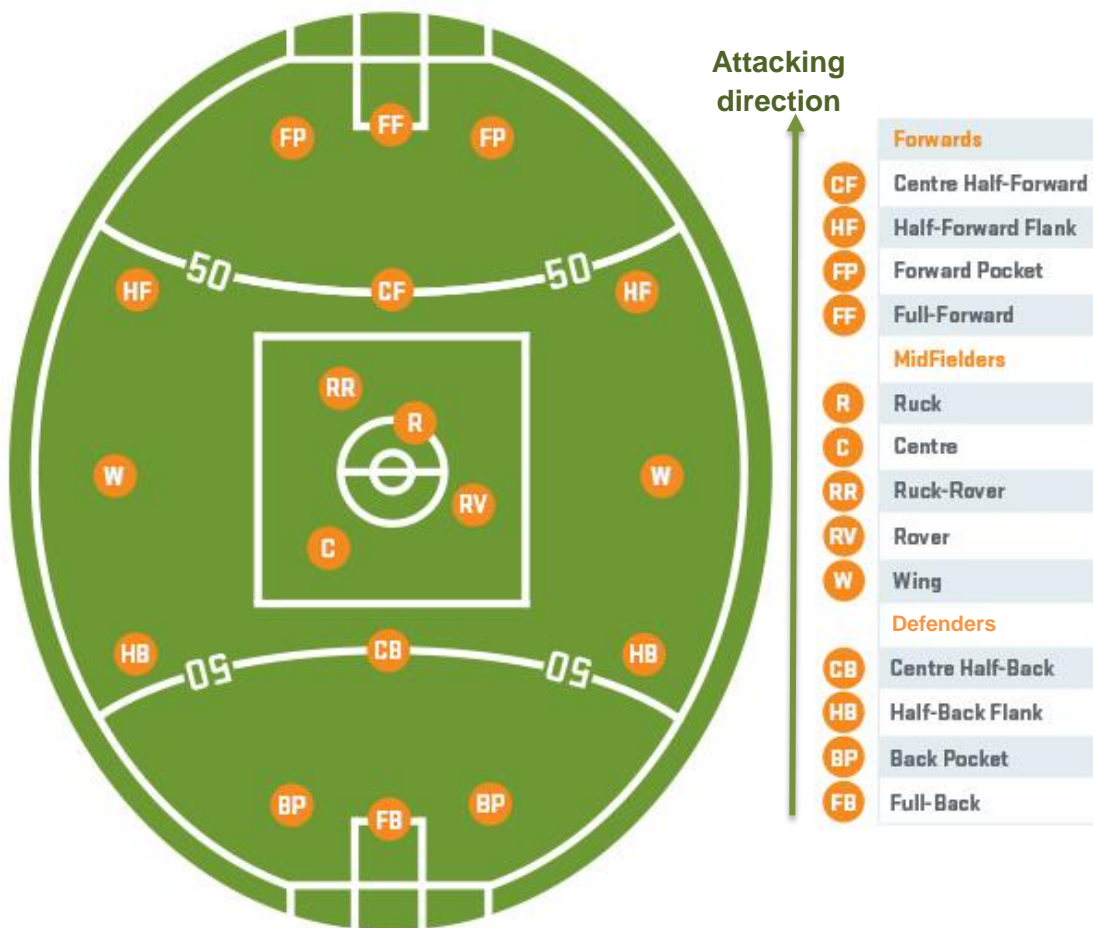 Attacking
direction
FP FF FP
50 50
HF CF HF
RR
R
W W
RV
C
HB CB HB
50 50
BP FB BP
Forwards
CF Centre Half-Forward
HF Half-Forward Flank
FP Forward Pocket
FF Full-Forward
MidFielders
R Ruck
C Centre
RR Ruck-Rover
RV Rover
W Wing
Defenders
CB Centre Half-Back
HB Half-Back Flank
BP Back Pocket
FB Full-Back